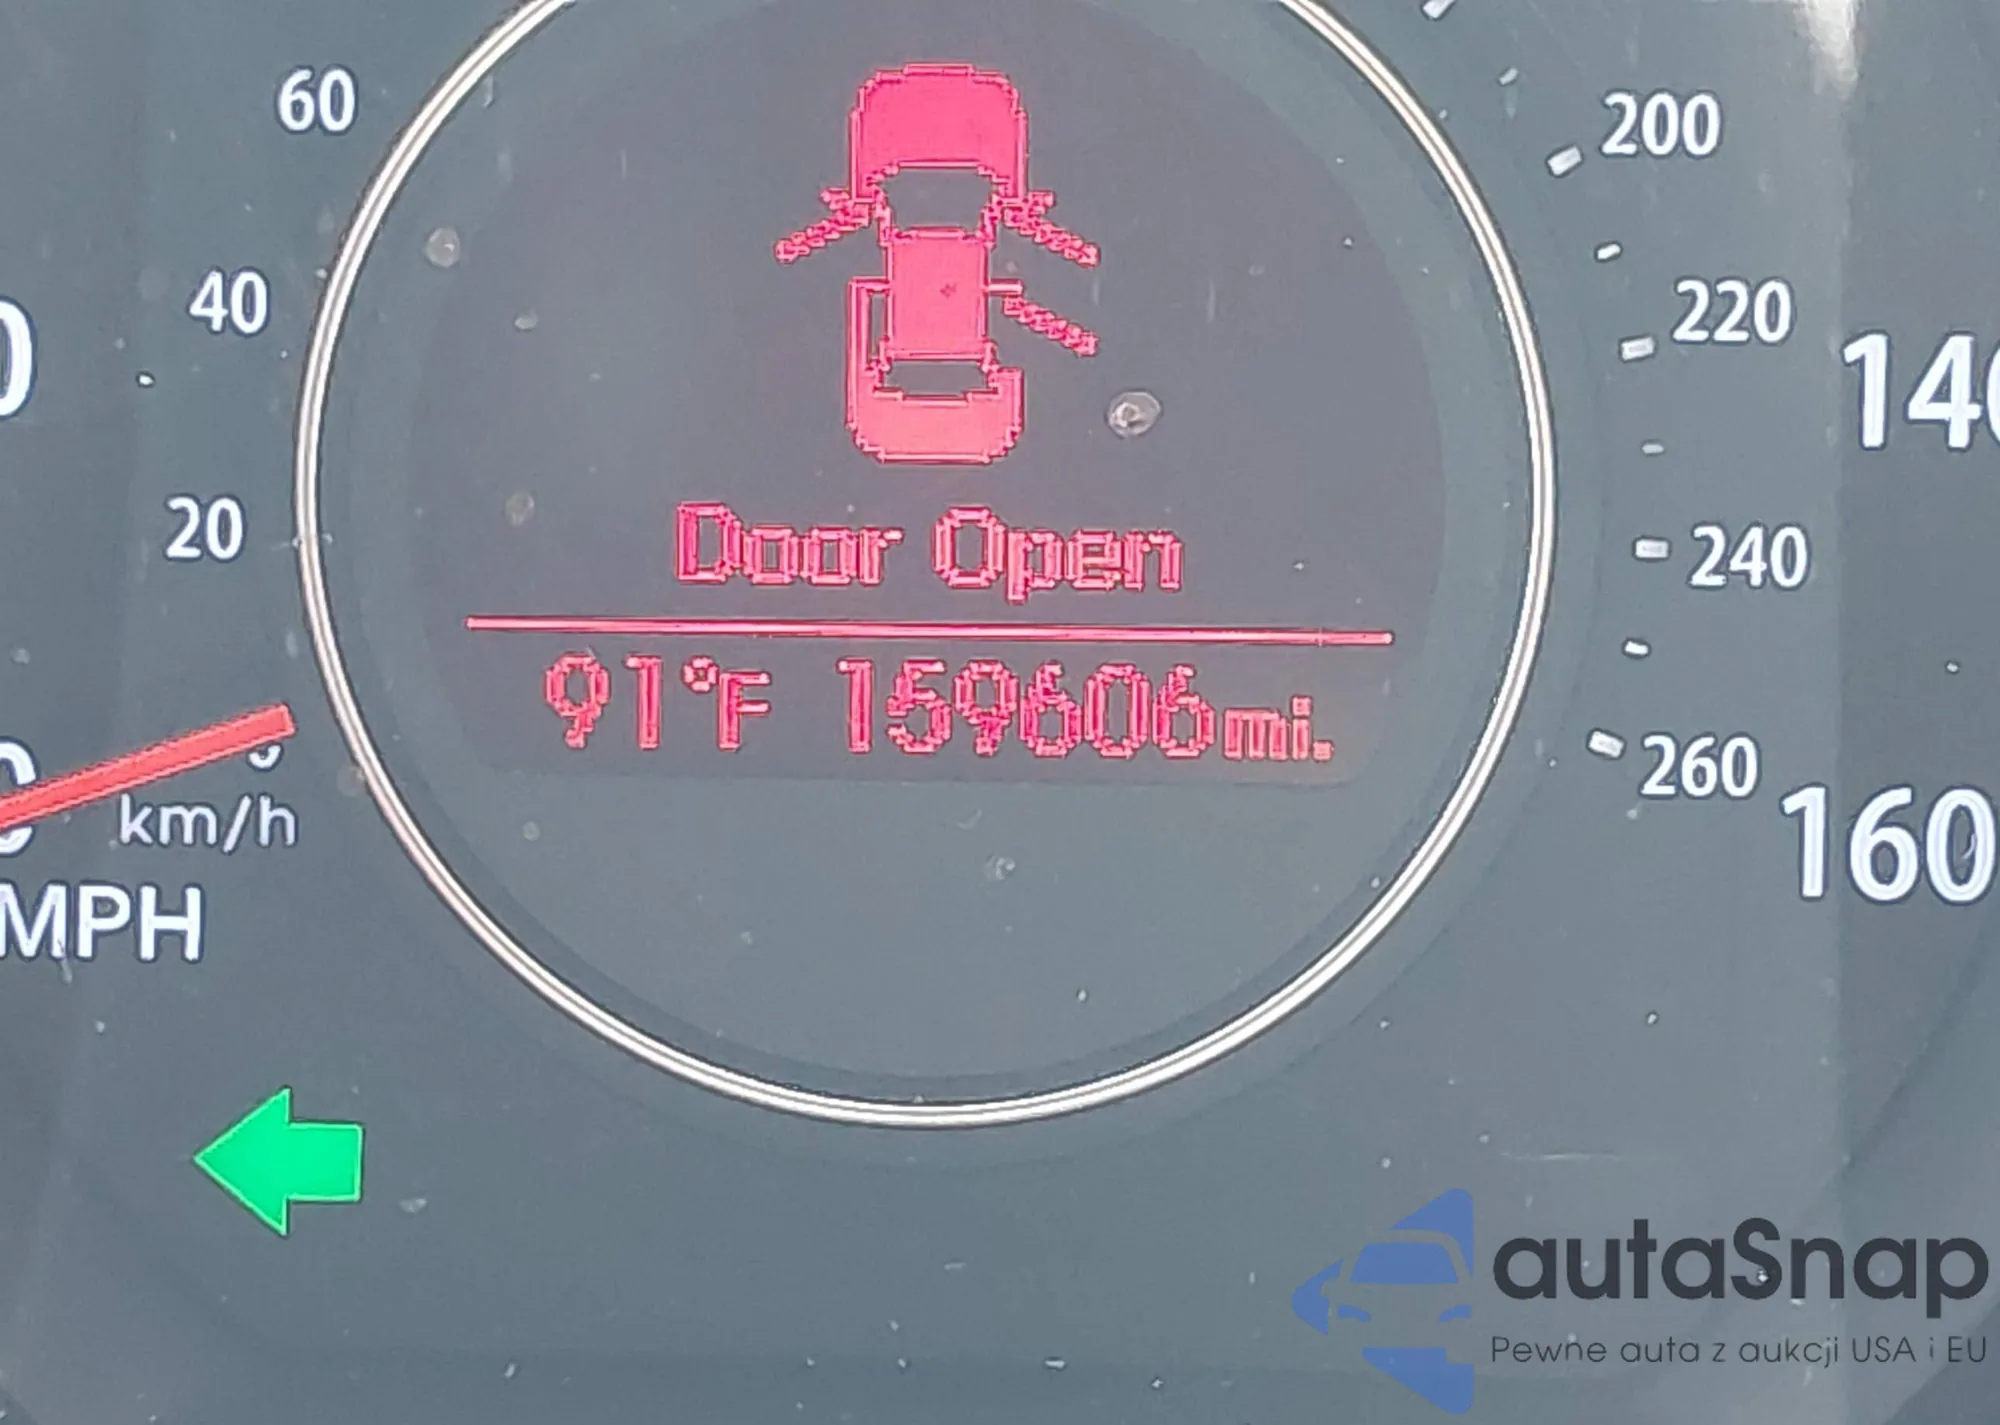 60
200
40
220
140
20
240
Door Open
91°F 159606mi.
260
160
km/h
MPH
autaSnap
Pewne auta z aukcji USA i EU